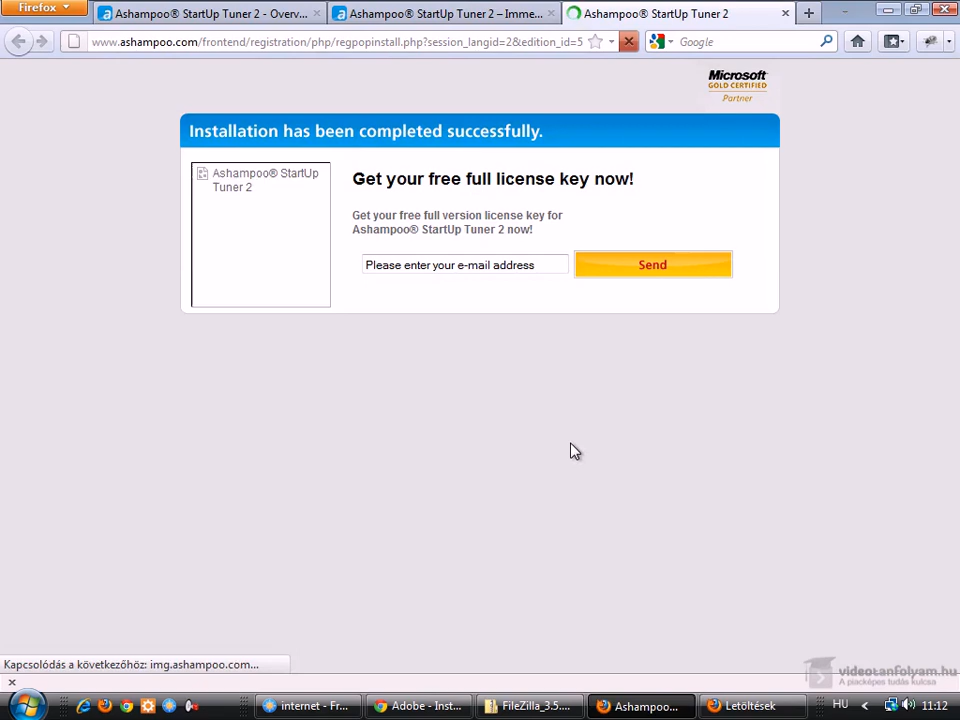 Firefox
Ashampoo® StartUp Tuner 2 - Overv...
Ashampoo® StartUp Tuner 2 – Imme...
Ashampoo® StartUp Tuner 2
www.ashampoo.com/frontend/registration/php/regpopinstall.php?session_langid=2&edition_id=5
Google
Microsoft
GOLD CERTIFIED
Partner
Installation has been completed successfully.
Ashampoo® StartUp
Tuner 2
Get your free full license key now!
Get your free full version license key for
Ashampoo® StartUp Tuner 2 now!
Please enter your e-mail address
Send
Kapcsolódás a következőhöz: img.ashampoo.com...
videotanfolyam.hu
A piacképes tudás kulcsa
internet - Fr...
Adobe - Inst...
FileZilla_3.5....
Ashampoo...
Letöltések
HU
11:12